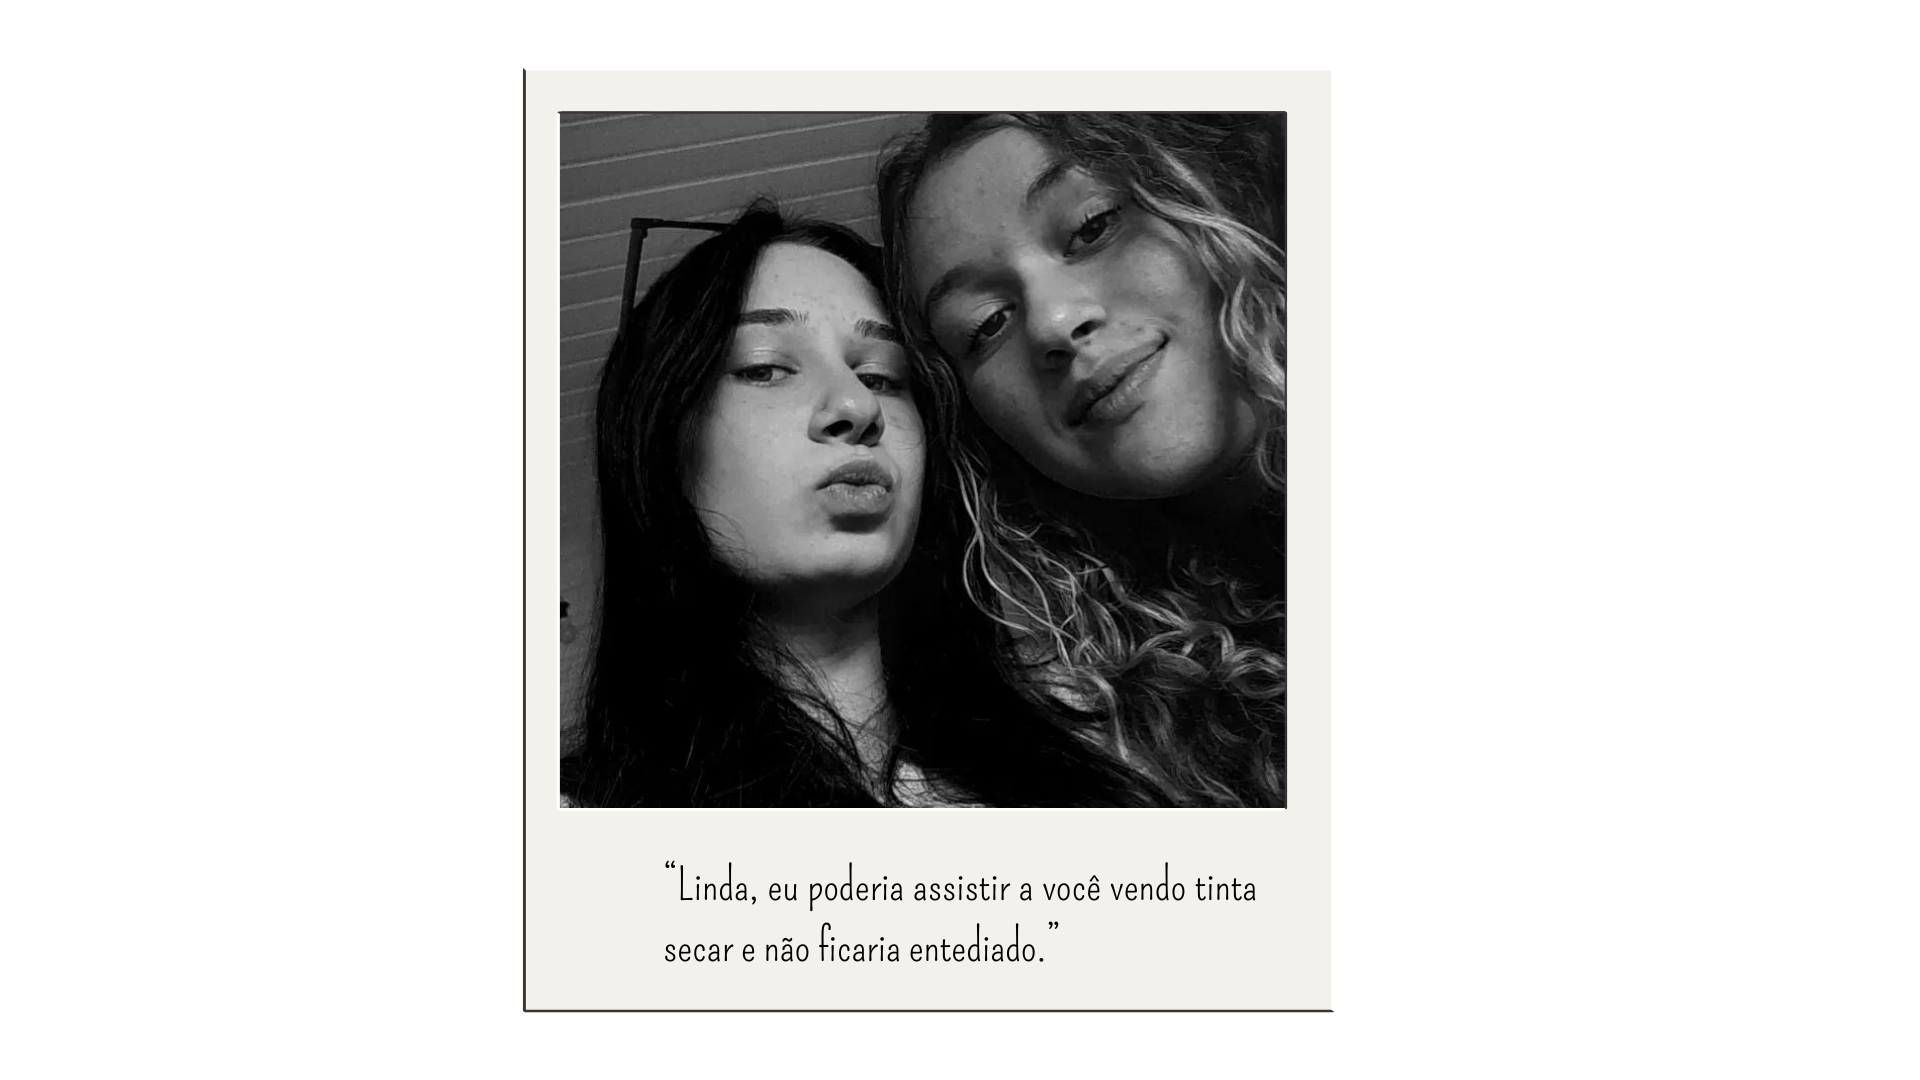 “Linda, eu poderia assistir a você vendo tinta
secar e não ficaria entediado.”